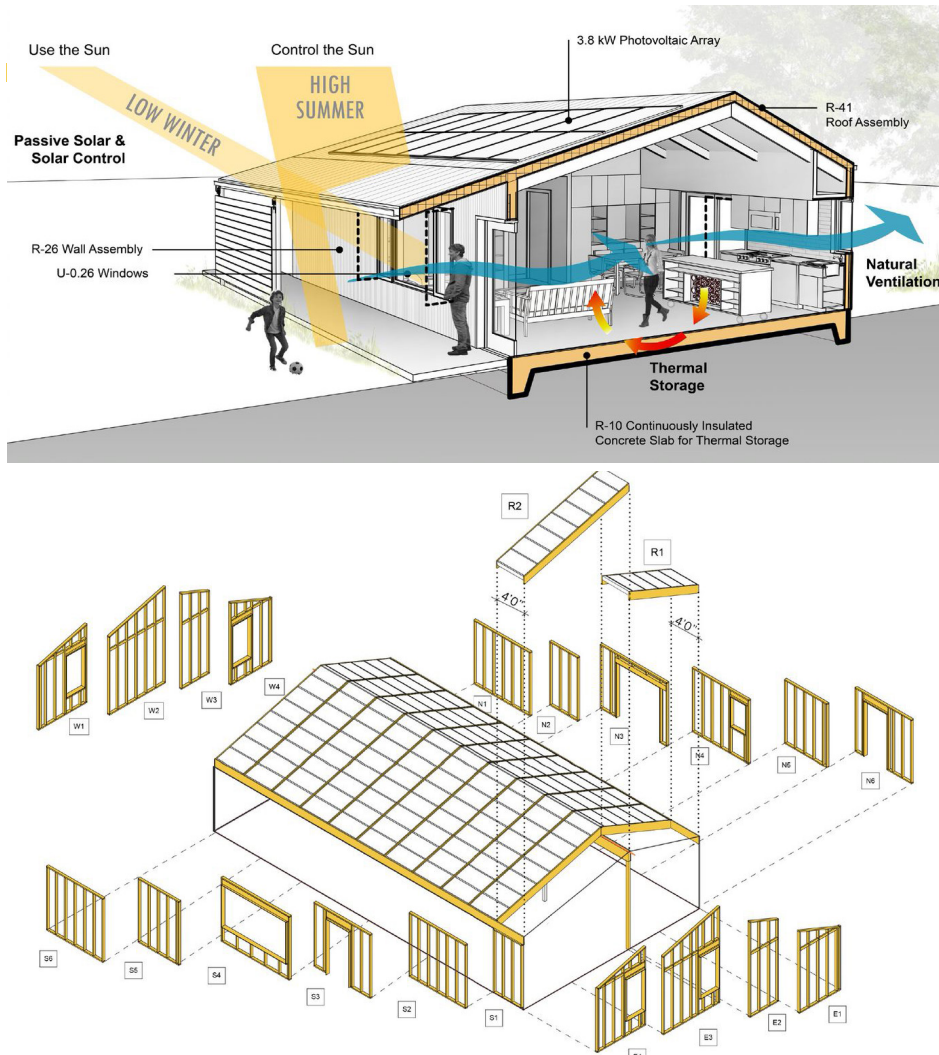 Use the Sun
Control the Sun
3.8 kW Photovoltaic Array
LOW WINTER
HIGH
SUMMER
R-41
Roof Assembly
Passive Solar &
Solar Control
R-26 Wall Assembly
U-0.26 Windows
Natural
Ventilation
Thermal
Storage
R-10 Continuously Insulated
Concrete Slab for Thermal Storage
R2
R1
4'0"
4'0"
W1
W2
W3
W4
N1
N2
N3
N4
N5
N6
S6
S5
S4
S3
S2
S1
E3
E2
E1